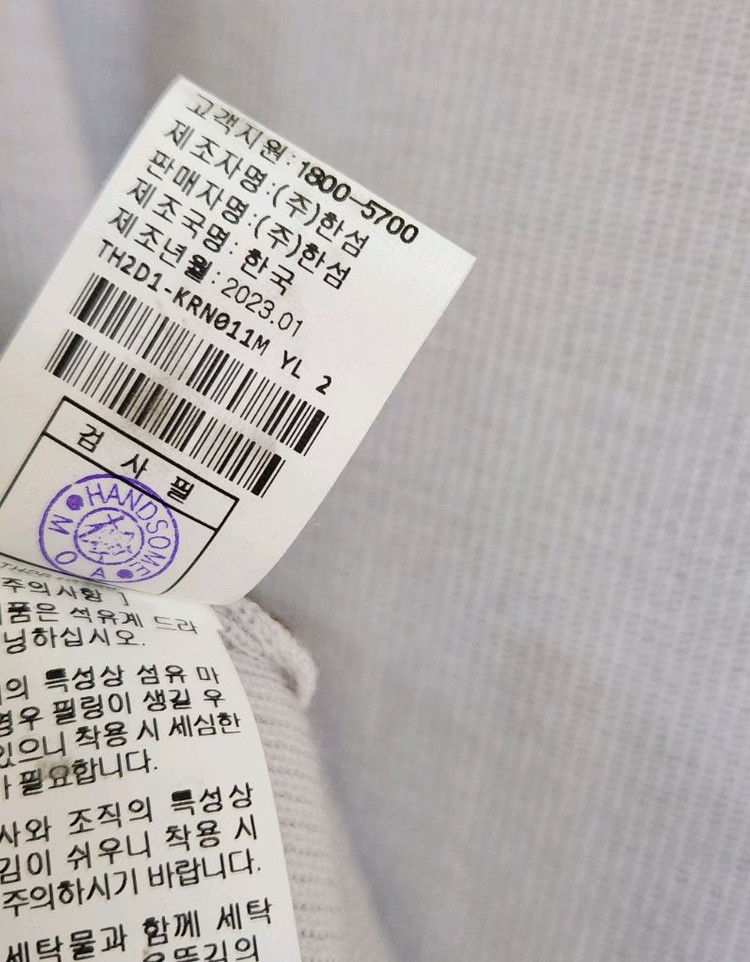 고객지원:1800-5700
제조자명:(주)한섬
판매자명:(주)한섬
제조국명: 한국
제조년월: 2023.01
TH2D1-KRN011M YL 2
검 사 필
HANDSOME
M O A
주의사항 ]
품은 석유계 드라
닝하십시오.
의 특성상 섬유 마
경우 필링이 생길 우
있으니 착용 시 세심한
필요합니다.
사와 조직의 특성상
김이 쉬우니 착용 시
주의하시기 바랍니다.
세탁물과 함께 세탁